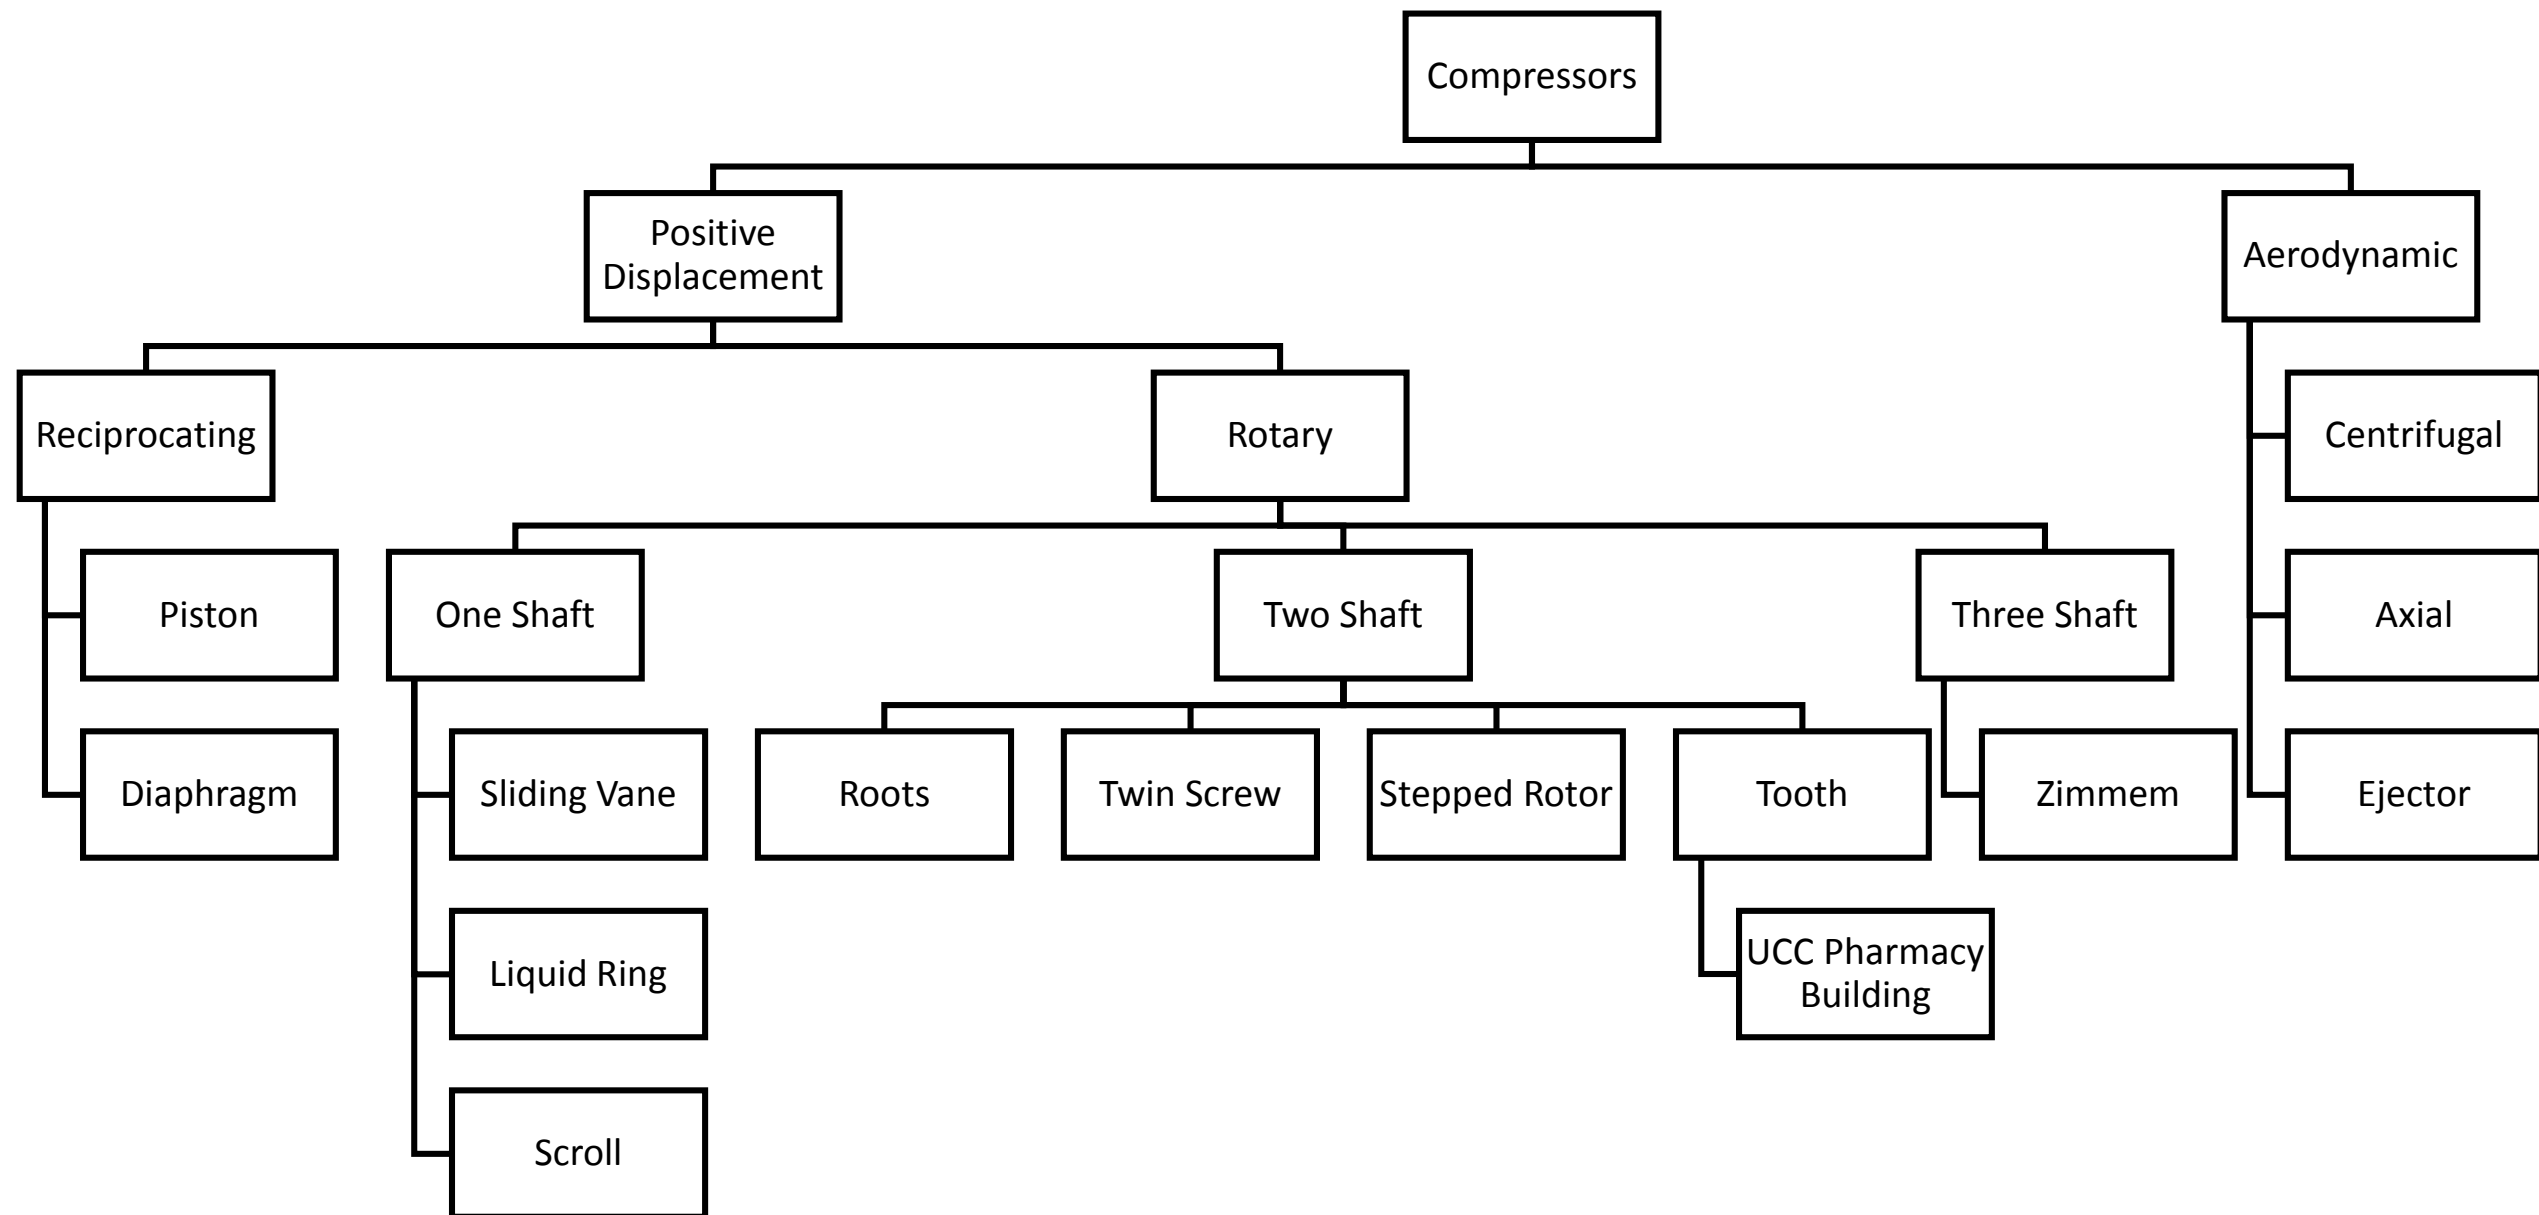 Compressors
Positive
Displacement
Aerodynamic
Reciprocating
Rotary
Centrifugal
Piston
One Shaft
Two Shaft
Three Shaft
Axial
Diaphragm
Sliding Vane
Roots
Twin Screw
Stepped Rotor
Tooth
Zimmem
Ejector
Liquid Ring
UCC Pharmacy
Building
Scroll